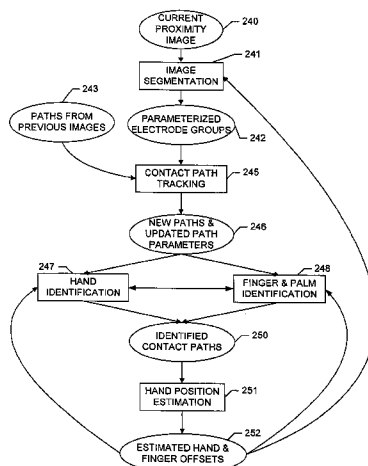 CURRENT
PROXIMITY
IMAGE
240
IMAGE
SEGMENTATION
241
243
PATHS FROM
PREVIOUS IMAGES
PARAMETERIZED
ELECTRODE GROUPS
242
CONTACT PATH
TRACKING
245
NEW PATHS &
UPDATED PATH
PARAMETERS
246
247
HAND
IDENTIFICATION
248
FINGER & PALM
IDENTIFICATION
IDENTIFIED
CONTACT PATHS
250
HAND POSITION
ESTIMATION
251
252
ESTIMATED HAND &
FINGER OFFSETS